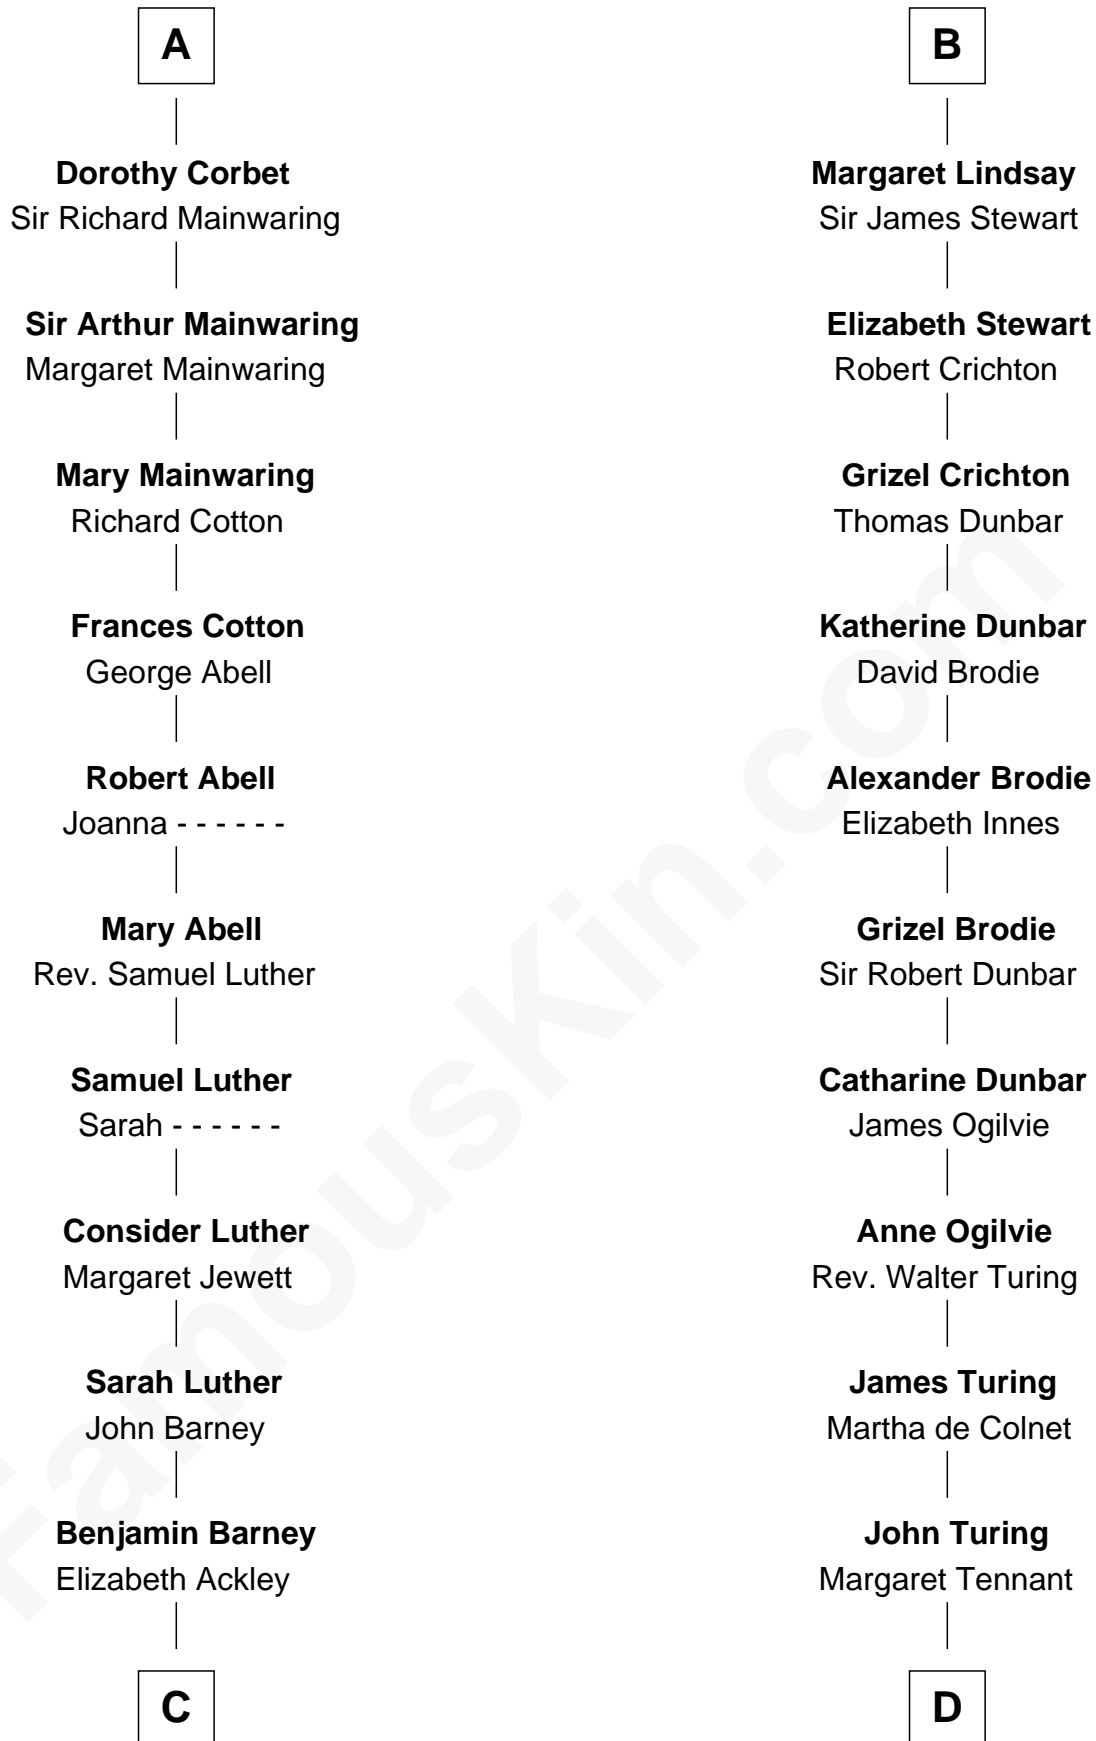 A
Dorothy Corbet
Sir Richard Mainwaring
Sir Arthur Mainwaring
Margaret Mainwaring
Mary Mainwaring
Richard Cotton
Frances Cotton
George Abell
Robert Abell
Joanna - - - - - -
Mary Abell
Rev. Samuel Luther
Samuel Luther
Sarah - - - - - -
Consider Luther
Margaret Jewett
Sarah Luther
John Barney
Benjamin Barney
Elizabeth Ackley
C
B
Margaret Lindsay
Sir James Stewart
Elizabeth Stewart
Robert Crichton
Grizel Crichton
Thomas Dunbar
Katherine Dunbar
David Brodie
Alexander Brodie
Elizabeth Innes
Grizel Brodie
Sir Robert Dunbar
Catharine Dunbar
James Ogilvie
Anne Ogilvie
Rev. Walter Turing
James Turing
Martha de Colnet
John Turing
Margaret Tennant
D
FamousKin.com